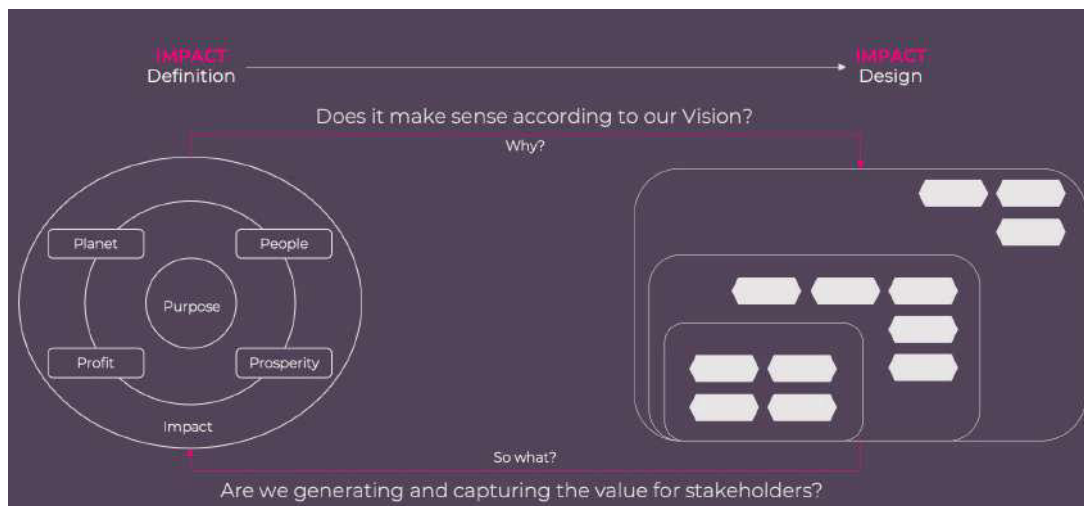 IMPACT
Definition
IMPACT
Design
Does it make sense according to our Vision?
Why?
Planet
People
Purpose
Profit
Prosperity
Impact
So what?
Are we generating and capturing the value for stakeholders?